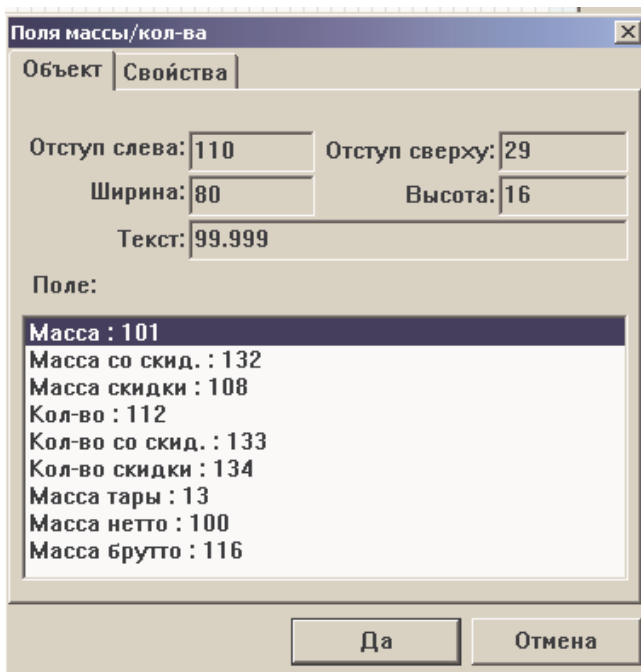 Поля массы/кол-ва
Объект Свойства
Отступ слева: 110 Отступ сверху: 29
Ширина: 80 Высота: 16
Текст: 99.999
Поле:
Масса : 101
Масса со скид. : 132
Масса скидки : 108
Кол-во : 112
Кол-во со скид. : 133
Кол-во скидки : 134
Масса тары : 13
Масса нетто : 100
Масса брутто : 116
Да Отмена